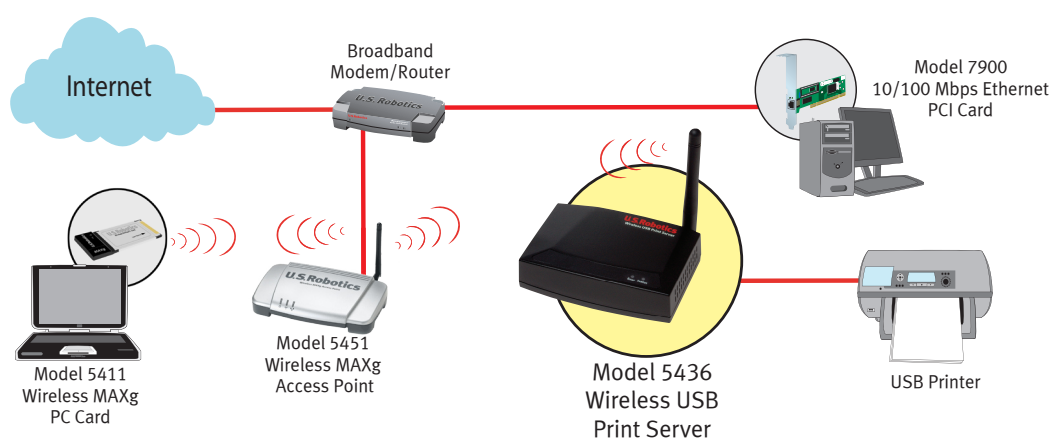 Internet
Broadband
Modem/Router
U.S. Robotics
Model 7900
10/100 Mbps Ethernet
PCI Card
U.S.Robotics
Wireless USB Print Server
U.S.Robotics
Model 5411
Wireless MAXg
PC Card
Model 5451
Wireless MAXg
Access Point
Model 5436
Wireless USB
Print Server
USB Printer